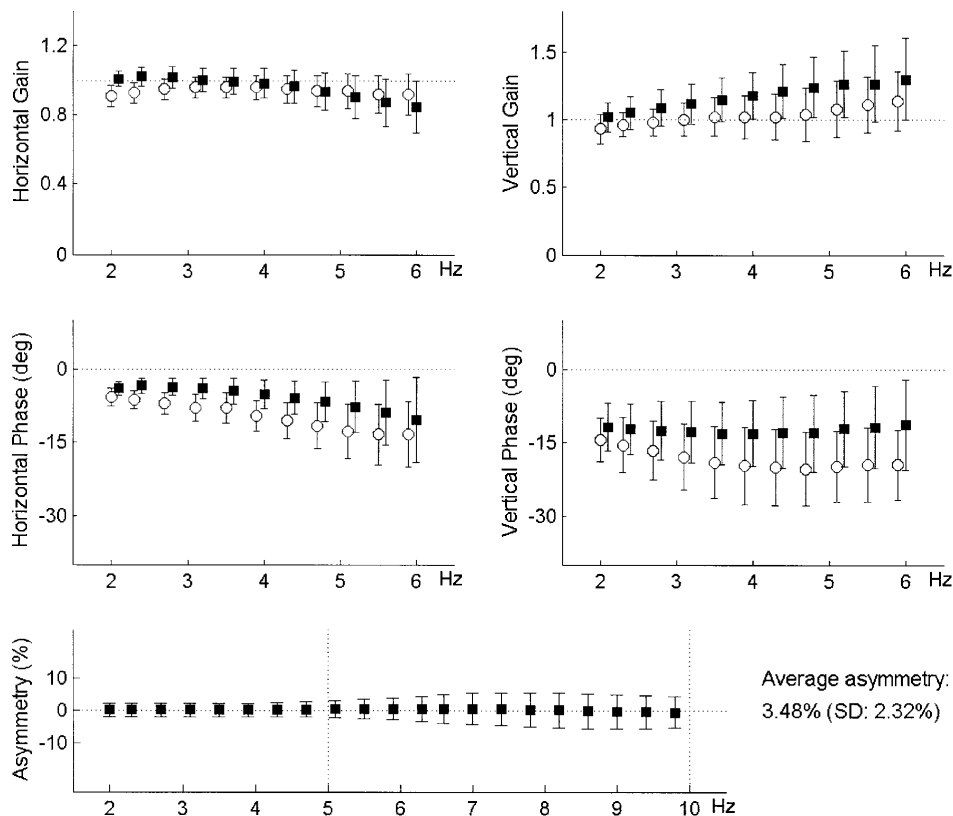 Horizontal Gain
1.2
0.8
0.4
0
2 3 4 5 6 Hz
Vertical Gain
1.5
1
0.5
0
2 3 4 5 6 Hz
Horizontal Phase (deg)
0
-15
-30
2 3 4 5 6 Hz
Vertical Phase (deg)
0
-15
-30
2 3 4 5 6 Hz
Asymmetry (%)
10
0
-10
2 3 4 5 6 7 8 9 10 Hz
Average asymmetry:
3.48% (SD: 2.32%)